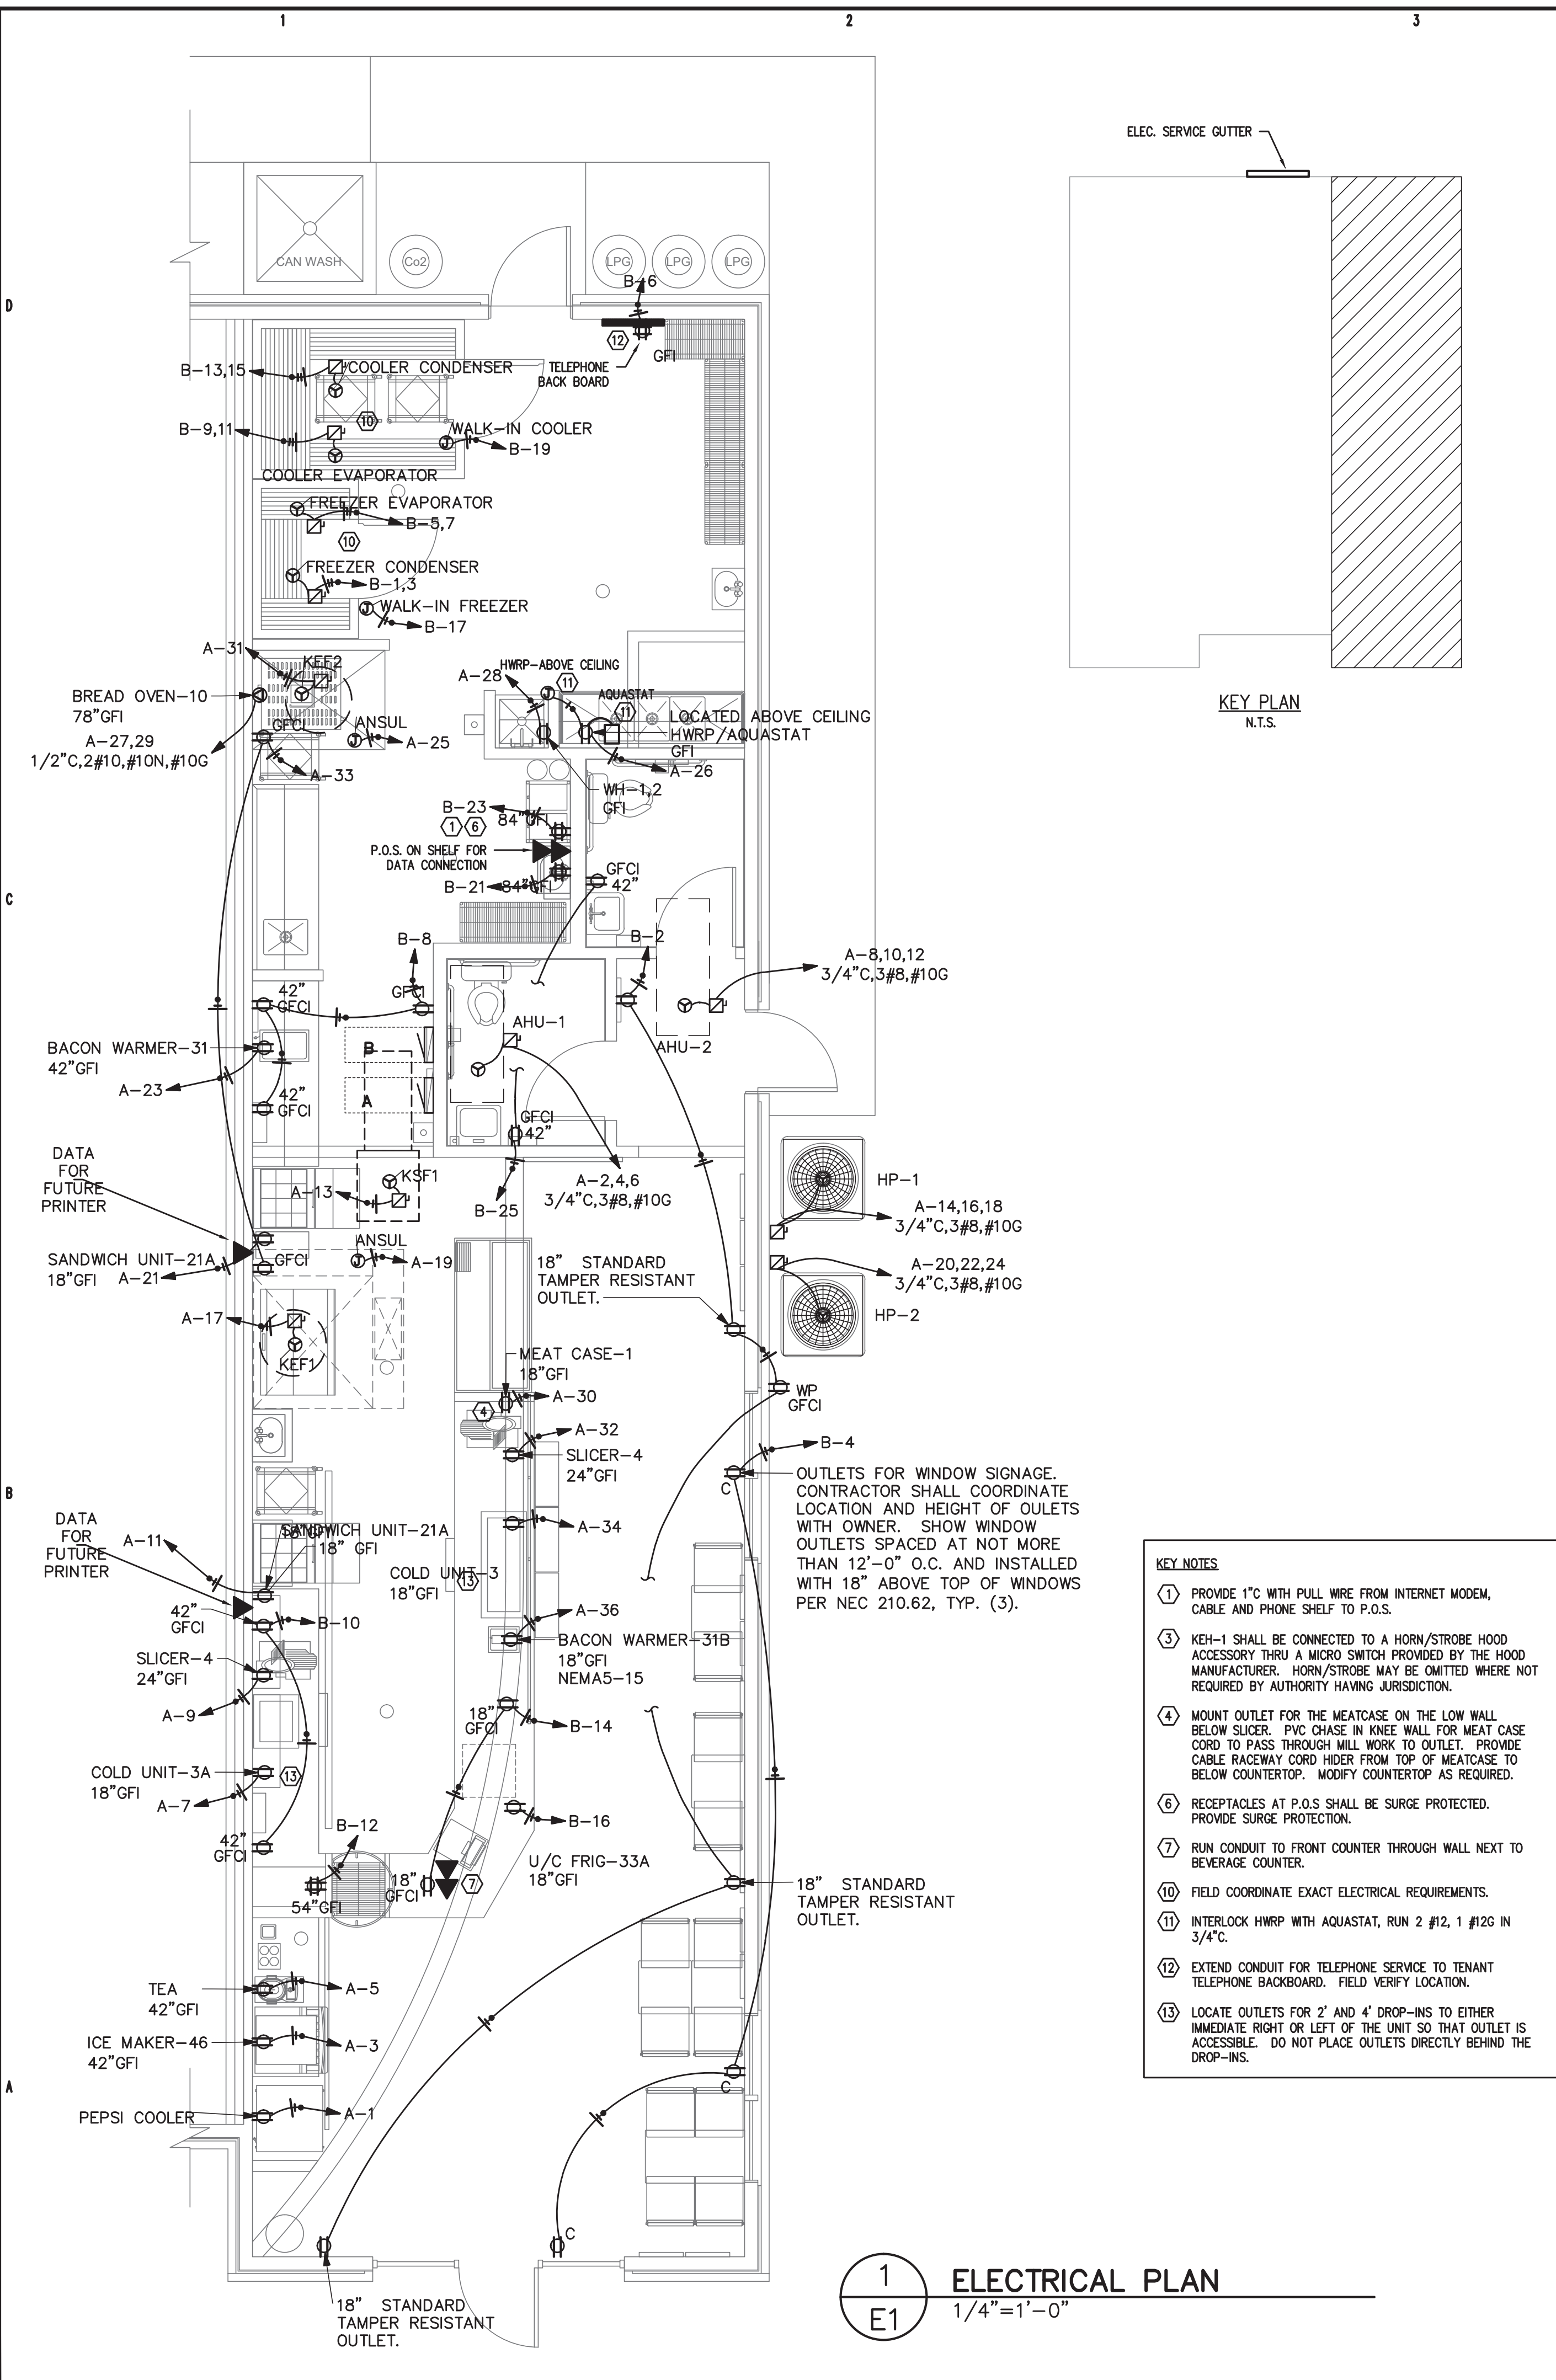 1
2
3
ELEC. SERVICE GUTTER
KEY PLAN
N.T.S.
CAN WASH
Co2
LPG
LPG
LPG
D
B-6
12
GFI
TELEPHONE
BACK BOARD
B-13,15
COOLER CONDENSER
10
B-9,11
WALK-IN COOLER
B-19
COOLER EVAPORATOR
FREEZER EVAPORATOR
B-5,7
10
FREEZER CONDENSER
B-1,3
J
WALK-IN FREEZER
B-17
A-31
KEF2
BREAD OVEN-10
78"GFI
A-27,29
1/2"C,2#10,#10N,#10G
GFCI
ANSUL
J
A-25
A-33
HWRP-ABOVE CEILING
A-28
J
11
AQUASTAT
11
LOCATED ABOVE CEILING
HWRP/AQUASTAT
GFI
A-26
WH-1,2
GFI
B-23
84"GFI
1
6
P.O.S. ON SHELF FOR
DATA CONNECTION
B-21
84"GFI
GFCI
42"
C
B-8
GFCI
B-2
A-8,10,12
3/4"C,3#8,#10G
42"
GFCI
AHU-1
AHU-2
BACON WARMER-31
42"GFI
A-23
B
A
42"
GFCI
GFCI
42"
DATA
FOR
FUTURE
PRINTER
A-13
KSF1
B-25
A-2,4,6
3/4"C,3#8,#10G
HP-1
A-14,16,18
3/4"C,3#8,#10G
A-20,22,24
3/4"C,3#8,#10G
HP-2
SANDWICH UNIT-21A
18"GFI
A-21
GFCI
ANSUL
J
A-19
18" STANDARD
TAMPER RESISTANT
OUTLET.
A-17
KEF1
MEAT CASE-1
18"GFI
A-30
4
A-32
SLICER-4
24"GFI
WP
GFCI
B-4
C
OUTLETS FOR WINDOW SIGNAGE.
CONTRACTOR SHALL COORDINATE
LOCATION AND HEIGHT OF OULETS
WITH OWNER. SHOW WINDOW
OUTLETS SPACED AT NOT MORE
THAN 12'-0" O.C. AND INSTALLED
WITH 18" ABOVE TOP OF WINDOWS
PER NEC 210.62, TYP. (3).
B
DATA
FOR
FUTURE
PRINTER
A-11
SANDWICH UNIT-21A
18" GFI
18" GFI
A-34
COLD UNIT-3
18"GFI
13
42"
GFCI
B-10
A-36
BACON WARMER-31B
18"GFI
NEMA5-15
SLICER-4
24"GFI
A-9
18"
GFCI
B-14
COLD UNIT-3A
18"GFI
13
A-7
B-16
B-12
42"
GFCI
U/C FRIG-33A
18"GFI
18"
GFCI
7
54"GFI
18" STANDARD
TAMPER RESISTANT
OUTLET.
TEA
42"GFI
A-5
ICE MAKER-46
42"GFI
A-3
A
C
PEPSI COOLER
A-1
C
18" STANDARD
TAMPER RESISTANT
OUTLET.
KEY NOTES
1 PROVIDE 1"C WITH PULL WIRE FROM INTERNET MODEM,
CABLE AND PHONE SHELF TO P.O.S.
3 KEH-1 SHALL BE CONNECTED TO A HORN/STROBE HOOD
ACCESSORY THRU A MICRO SWITCH PROVIDED BY THE HOOD
MANUFACTURER. HORN/STROBE MAY BE OMITTED WHERE NOT
REQUIRED BY AUTHORITY HAVING JURISDICTION.
4 MOUNT OUTLET FOR THE MEATCASE ON THE LOW WALL
BELOW SLICER. PVC CHASE IN KNEE WALL FOR MEAT CASE
CORD TO PASS THROUGH MILL WORK TO OUTLET. PROVIDE
CABLE RACEWAY CORD HIDER FROM TOP OF MEATCASE TO
BELOW COUNTERTOP. MODIFY COUNTERTOP AS REQUIRED.
6 RECEPTACLES AT P.O.S SHALL BE SURGE PROTECTED.
PROVIDE SURGE PROTECTION.
7 RUN CONDUIT TO FRONT COUNTER THROUGH WALL NEXT TO
BEVERAGE COUNTER.
10 FIELD COORDINATE EXACT ELECTRICAL REQUIREMENTS.
11 INTERLOCK HWRP WITH AQUASTAT, RUN 2 #12, 1 #12G IN
3/4"C.
12 EXTEND CONDUIT FOR TELEPHONE SERVICE TO TENANT
TELEPHONE BACKBOARD. FIELD VERIFY LOCATION.
13 LOCATE OUTLETS FOR 2' AND 4' DROP-INS TO EITHER
IMMEDIATE RIGHT OR LEFT OF THE UNIT SO THAT OUTLET IS
ACCESSIBLE. DO NOT PLACE OUTLETS DIRECTLY BEHIND THE
DROP-INS.
1
E1
ELECTRICAL PLAN
1/4"=1'-0"